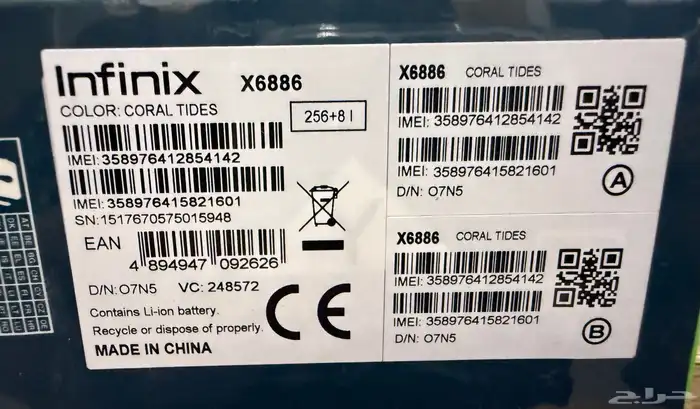 Infinix X6886
COLOR: CORAL TIDES
256+8 I
IMEI: 358976412854142
IMEI: 358976415821601
SN:1517670575015948
EAN
4 894947 092626
D/N: O7N5 VC: 248572
Contains Li-ion battery.
Recycle or dispose of properly.
MADE IN CHINA
CE
X6886 CORAL TIDES
IMEI: 358976412854142
IMEI: 358976415821601
D/N: O7N5
A
X6886 CORAL TIDES
IMEI: 358976412854142
IMEI: 358976415821601
D/N: O7N5
B
حراج